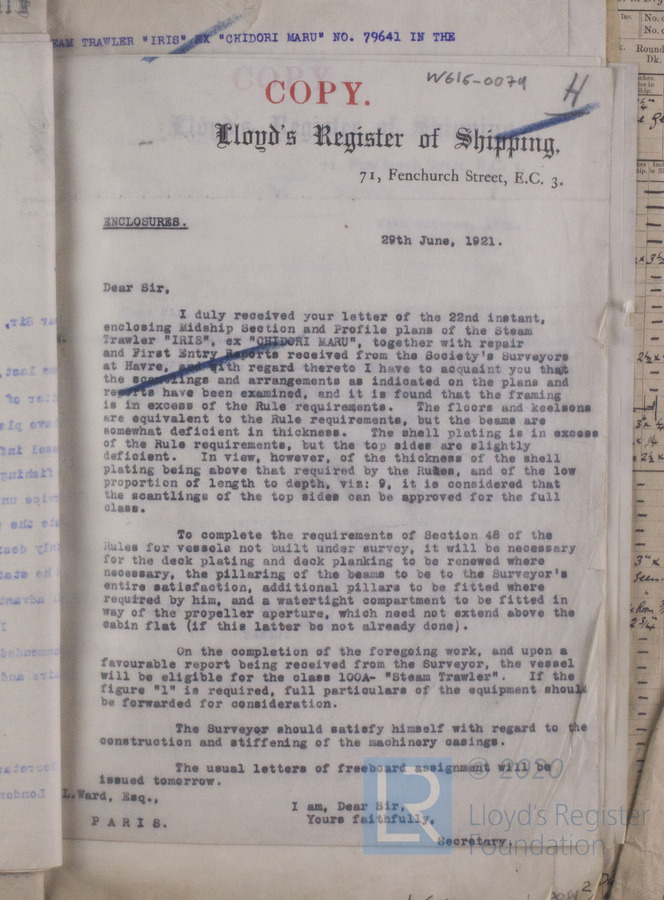 STEAM TRAWLER "IRIS" EX "CHIDORI MARU" NO. 79641 IN THE
W616-0079
H
COPY.
Lloyd's Register of Shipping,
71, Fenchurch Street, E.C. 3.
ENCLOSURES.
29th June, 1921.
Dear Sir,
I duly received your letter of the 22nd instant,
enclosing Midship Section and Profile plans of the Steam
Trawler "IRIS", ex "CHIDORI MARU", together with repair
and First Entry Reports received from the Society's Surveyors
at Havre, and with regard thereto I have to acquaint you that
the scantlings and arrangements as indicated on the plans and
reports have been examined, and it is found that the framing
is in excess of the Rule requirements. The floors and keelsons
are equivalent to the Rule requirements, but the beams are
somewhat deficient in thickness. The shell plating is in excess
of the Rule requirements, but the top sides are slightly
deficient. In view, however, of the thickness of the shell
plating being above that required by the Rules, and of the low
proportion of length to depth, viz: 9, it is considered that
the scantlings of the top sides can be approved for the full
class.
To complete the requirements of Section 48 of the
Rules for vessels not built under survey, it will be necessary
for the deck plating and deck planking to be renewed where
necessary, the pillaring of the beams to be to the Surveyor's
entire satisfaction, additional pillars to be fitted where
required by him, and a watertight compartment to be fitted in
way of the propeller aperture, which need not extend above the
cabin flat (if this latter be not already done).
On the completion of the foregoing work, and upon a
favourable report being received from the Surveyor, the vessel
will be eligible for the class 100A- "Steam Trawler". If the
figure "1" is required, full particulars of the equipment should
be forwarded for consideration.
The Surveyor should satisfy himself with regard to the
construction and stiffening of the machinery casings.
The usual letters of freeboard assignment will be
issued tomorrow.
L.Ward, Esq.,
I am, Dear Sir,
PARIS.
Yours faithfully,
Secretary.
© 2020
LR
Lloyd's Register
Foundation